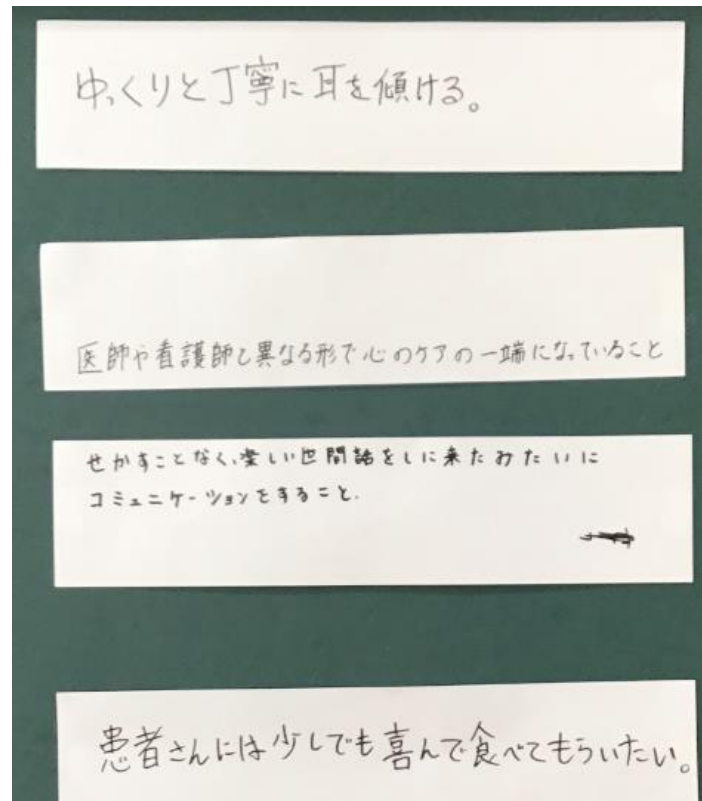 ゆっくりと丁寧に耳を傾ける。
医師や看護師と異なる形で心のケアの一端になっていること
せかすことなく、楽しい世間話をしに来たみたいに
コミュニケーションをすること.
患者さんには少しでも喜んで食べてもらいたい。